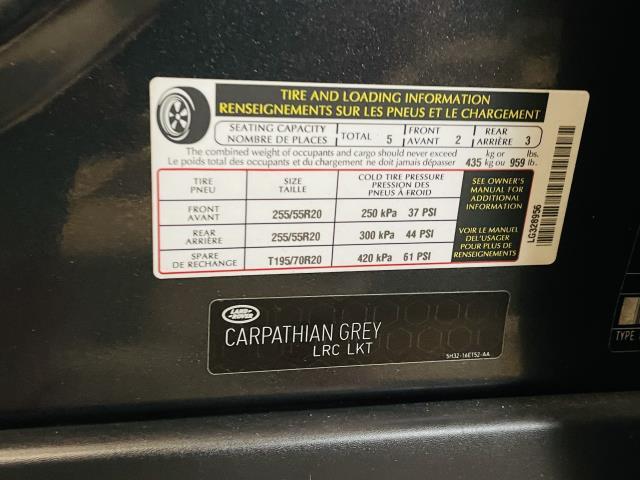 TIRE AND LOADING INFORMATION
RENSEIGNEMENTS SUR LES PNEUS ET LE CHARGEMENT
SEATING CAPACITY
NOMBRE DE PLACES
TOTAL 5
FRONT
AVANT 2
REAR
ARRIÈRE 3
The combined weight of occupants and cargo should never exceed
Le poids total des occupants et du chargement ne doit jamais dépasser
435 kg or
kg ou 959 lbs.
lb.
TIRE
PNEU
SIZE
TAILLE
COLD TIRE PRESSURE
PRESSION DES
PNEUS À FROID
FRONT
AVANT
255/55R20
250 kPa 37 PSI
REAR
ARRIÈRE
255/55R20
300 kPa 44 PSI
SPARE
DE RECHANGE
T195/70R20
420 kPa 61 PSI
SEE OWNER'S
MANUAL FOR
ADDITIONAL
INFORMATION
VOIR LE MANUEL
DE L'USAGER
POUR PLUS DE
RENSEIGNEMENTS
LG328956
LAND
ROVER
CARPATHIAN GREY
LRC LKT
5H32-16E152-AA
TYPE